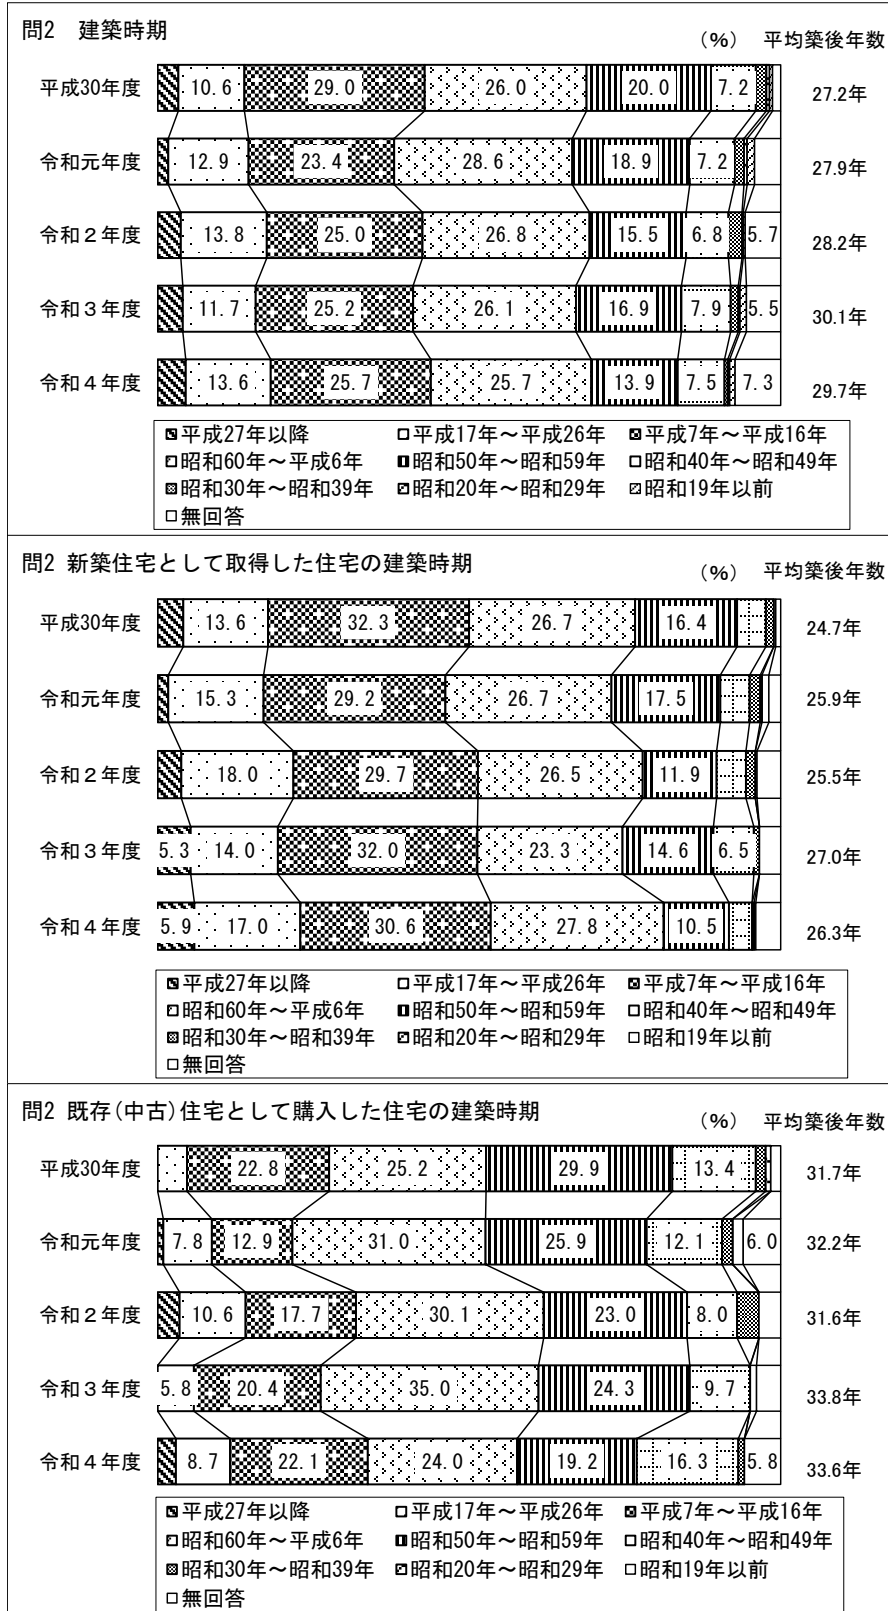 問2　建築時期
（％）　平均築後年数
平成30年度 10.6 29.0 26.0 20.0 7.2 27.2年
令和元年度 12.9 23.4 28.6 18.9 7.2 27.9年
令和２年度 13.8 25.0 26.8 15.5 6.8 5.7 28.2年
令和３年度 11.7 25.2 26.1 16.9 7.9 5.5 30.1年
令和４年度 13.6 25.7 25.7 13.9 7.5 7.3 29.7年
平成27年以降 平成17年～平成26年 平成7年～平成16年
昭和60年～平成6年 昭和50年～昭和59年 昭和40年～昭和49年
昭和30年～昭和39年 昭和20年～昭和29年 昭和19年以前
無回答
問2 新築住宅として取得した住宅の建築時期
（％）　平均築後年数
平成30年度 13.6 32.3 26.7 16.4 24.7年
令和元年度 15.3 29.2 26.7 17.5 25.9年
令和２年度 18.0 29.7 26.5 11.9 25.5年
令和３年度 5.3 14.0 32.0 23.3 14.6 6.5 27.0年
令和４年度 5.9 17.0 30.6 27.8 10.5 26.3年
平成27年以降 平成17年～平成26年 平成7年～平成16年
昭和60年～平成6年 昭和50年～昭和59年 昭和40年～昭和49年
昭和30年～昭和39年 昭和20年～昭和29年 昭和19年以前
無回答
問2 既存(中古)住宅として購入した住宅の建築時期
（％）　平均築後年数
平成30年度 22.8 25.2 29.9 13.4 31.7年
令和元年度 7.8 12.9 31.0 25.9 12.1 6.0 32.2年
令和２年度 10.6 17.7 30.1 23.0 8.0 31.6年
令和３年度 5.8 20.4 35.0 24.3 9.7 33.8年
令和４年度 8.7 22.1 24.0 19.2 16.3 5.8 33.6年
平成27年以降 平成17年～平成26年 平成7年～平成16年
昭和60年～平成6年 昭和50年～昭和59年 昭和40年～昭和49年
昭和30年～昭和39年 昭和20年～昭和29年 昭和19年以前
無回答